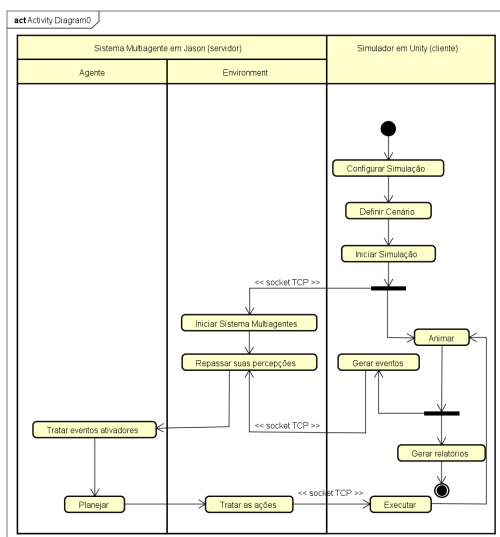 act Activity Diagram0
Sistema Multiagente em Jason (servidor)
Simulador em Unity (cliente)
Agente
Environment
Configurar Simulação
Definir Cenário
Iniciar Simulação
<< socket TCP >>
Iniciar Sistema Multiagentes
Animar
Repassar suas percepções
Gerar eventos
<< socket TCP >>
Tratar eventos ativadores
Gerar relatórios
<< socket TCP >>
Planejar
Tratar as ações
Executar